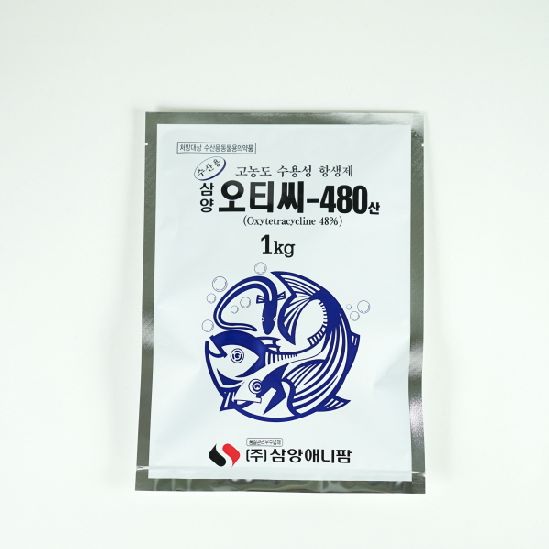 처방대상 수산용동물용의약품
수산용
고농도 수용성 항생제
삼양 오티씨-480산
(Oxytetracycline 48%)
1kg
(주)삼양애니팜